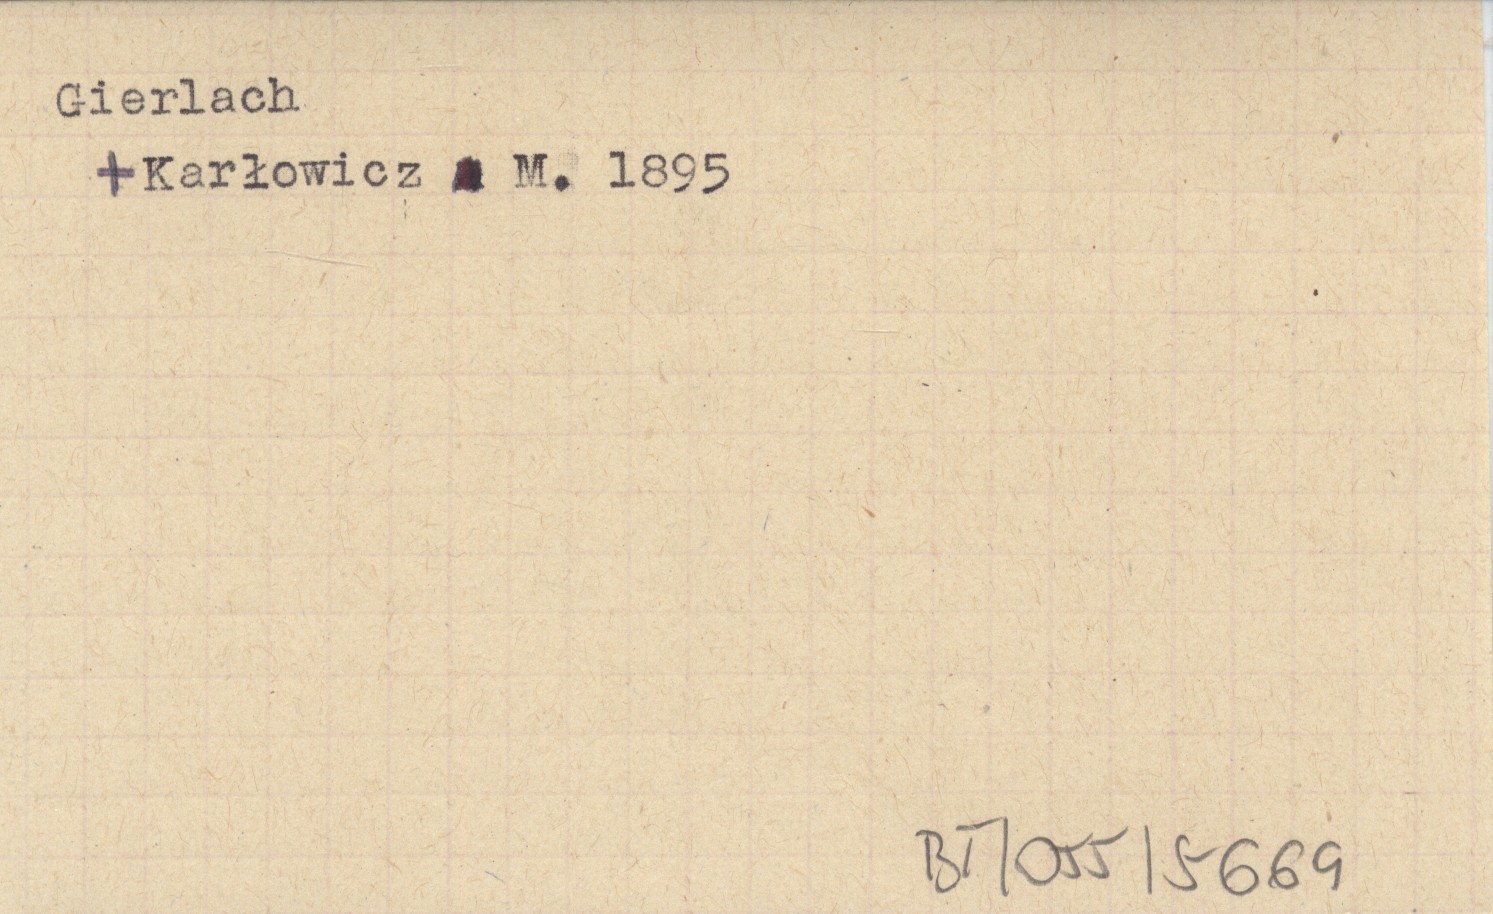 Gierlach
+Karłowicz M. 1895
BT/055/5669